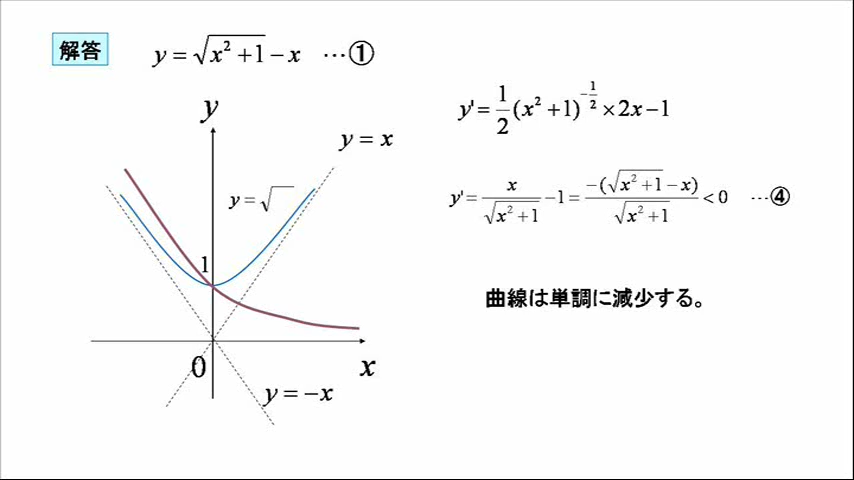 解答
y = √(x² + 1) − x …①
y
y = x
y = √
1
0
x
y = −x
y' = 1/2 (x² + 1)^(−1/2) × 2x − 1
y' = x/√(x² + 1) − 1 = −(√(x² + 1) − x)/√(x² + 1) < 0 …④
曲線は単調に減少する。